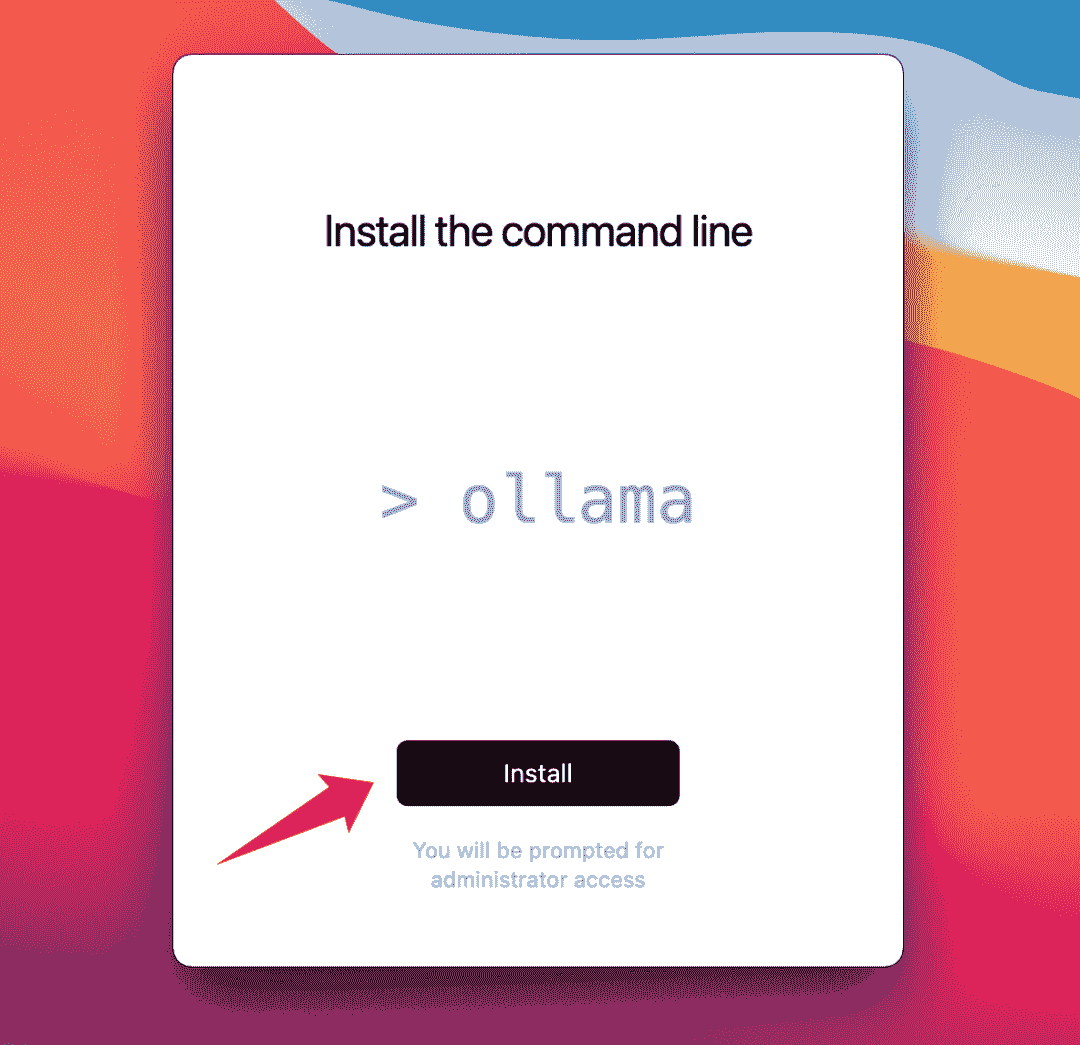 Install the command line
> ollama
Install
You will be prompted for
administrator access